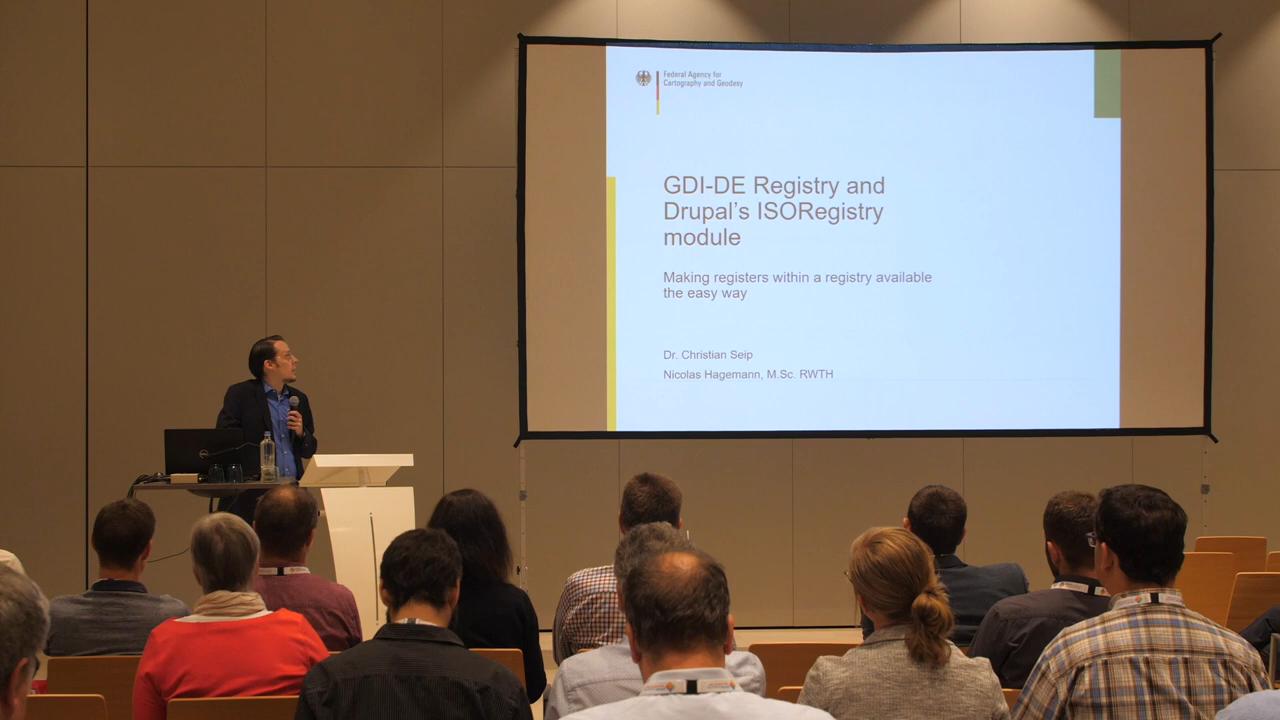 Federal Agency for
Cartography and Geodesy
GDI-DE Registry and
Drupal's ISORegistry
module
Making registers within a registry available
the easy way
Dr. Christian Seip
Nicolas Hagemann, M.Sc. RWTH